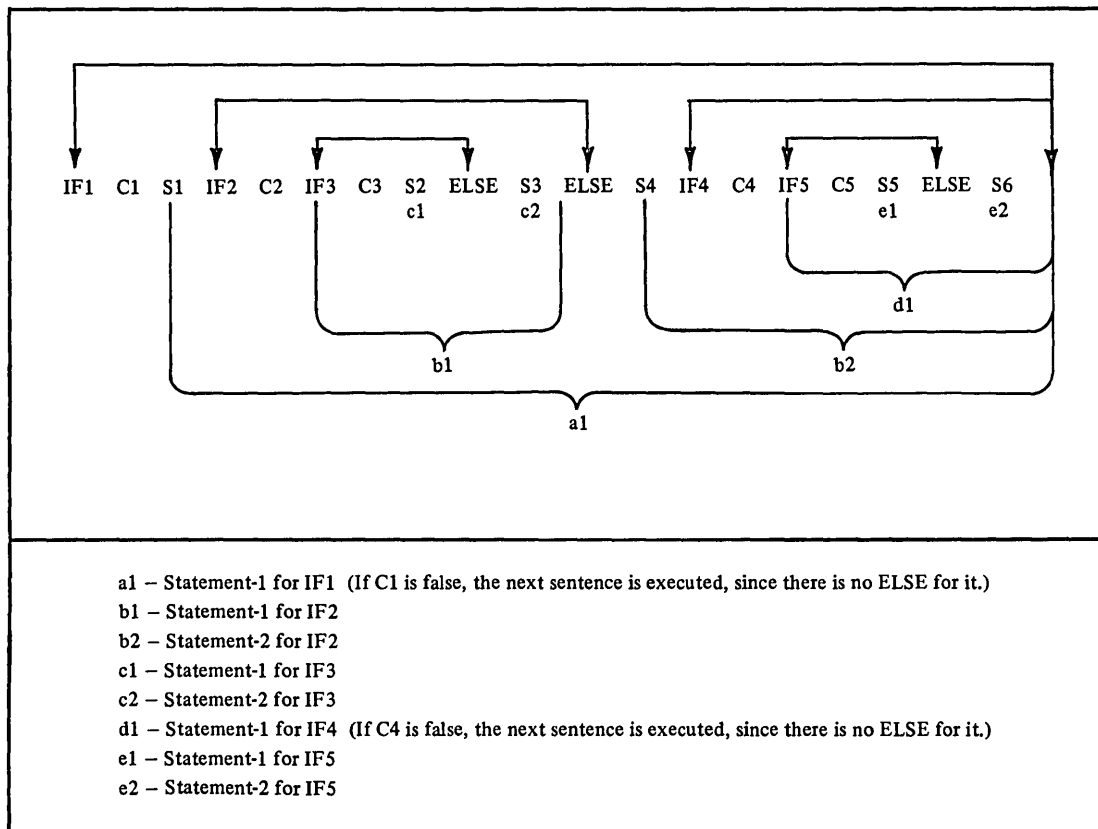 IF1 C1 S1 IF2 C2 IF3 C3 S2 ELSE S3 ELSE S4 IF4 C4 IF5 C5 S5 ELSE S6
c1 c2 e1 e2
d1
b1 b2
a1
a1 – Statement-1 for IF1 (If C1 is false, the next sentence is executed, since there is no ELSE for it.)
b1 – Statement-1 for IF2
b2 – Statement-2 for IF2
c1 – Statement-1 for IF3
c2 – Statement-2 for IF3
d1 – Statement-1 for IF4 (If C4 is false, the next sentence is executed, since there is no ELSE for it.)
e1 – Statement-1 for IF5
e2 – Statement-2 for IF5